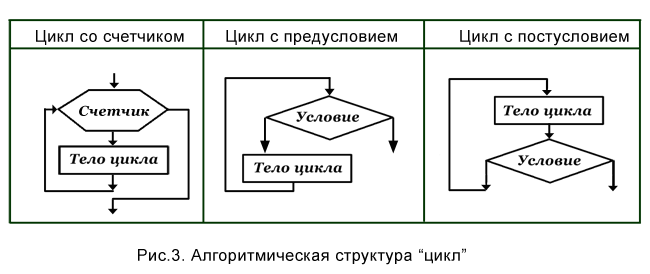 Цикл со счетчиком
Цикл с предусловием
Цикл с постусловием
Счетчик
Тело цикла
Условие
Тело цикла
Тело цикла
Условие
Рис.3. Алгоритмическая структура “цикл”